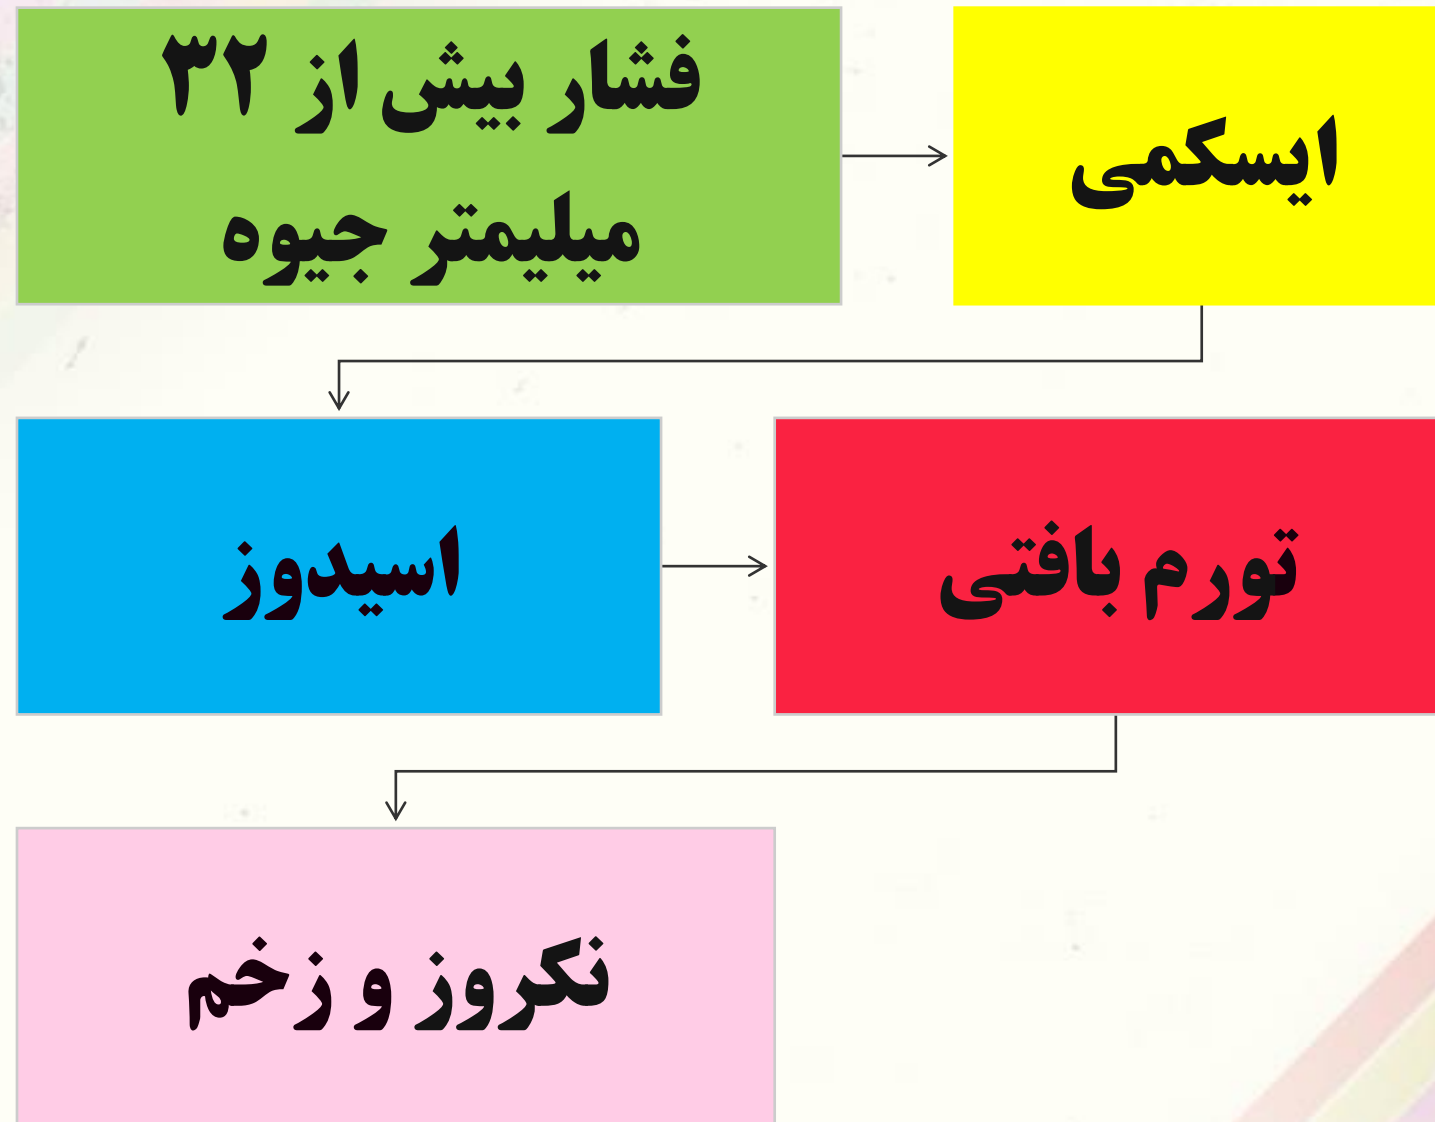 فشار بیش از ۳۲
میلیمتر جیوه
ایسکمی
اسیدوز
تورم بافتی
نکروز و زخم